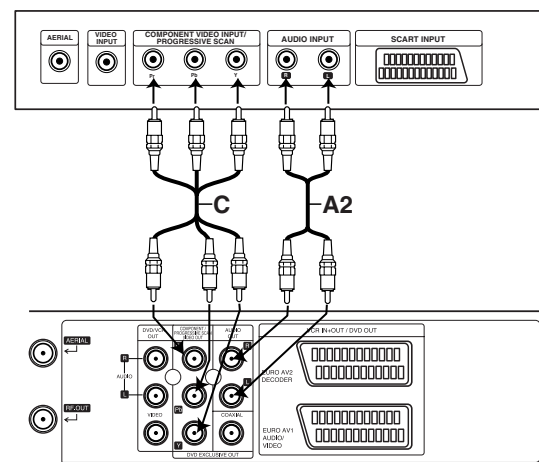 AERIAL
VIDEO
INPUT
COMPONENT VIDEO INPUT/
PROGRESSIVE SCAN
AUDIO INPUT
SCART INPUT
Pr
Pb
Y
R
L
C
A2
AERIAL
RF.OUT
DVD/VCR
OUT
COMPONENT/
PROGRESSIVE SCAN
VIDEO OUT
AUDIO
OUT
VCR IN+OUT / DVD OUT
R
AUDIO
L
VIDEO
Pb
Y
R
L
COAXIAL
DVD EXCLUSIVE OUT
EURO AV2
DECODER
EURO AV1
AUDIO/
VIDEO